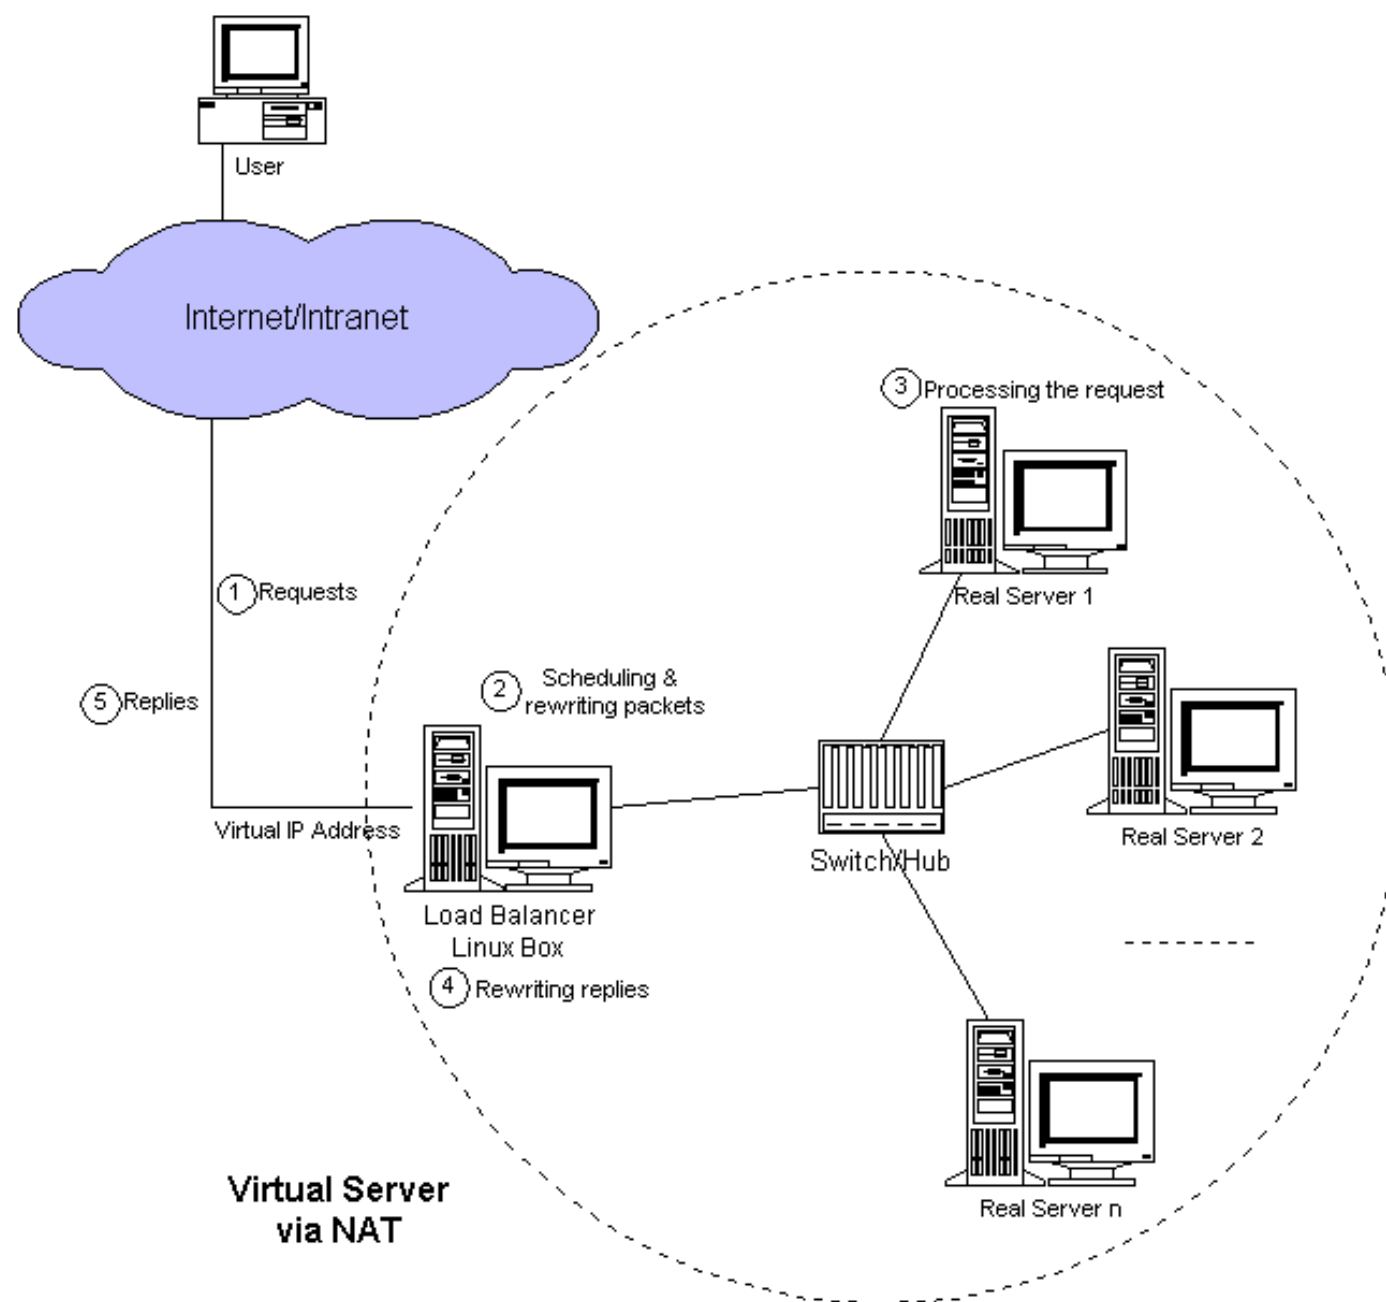 User
Internet/Intranet
3 Processing the request
1 Requests
Real Server 1
2 Scheduling &
rewriting packets
5 Replies
Virtual IP Address
Real Server 2
Switch/Hub
Load Balancer
Linux Box
4 Rewriting replies
Real Server n
Virtual Server
via NAT